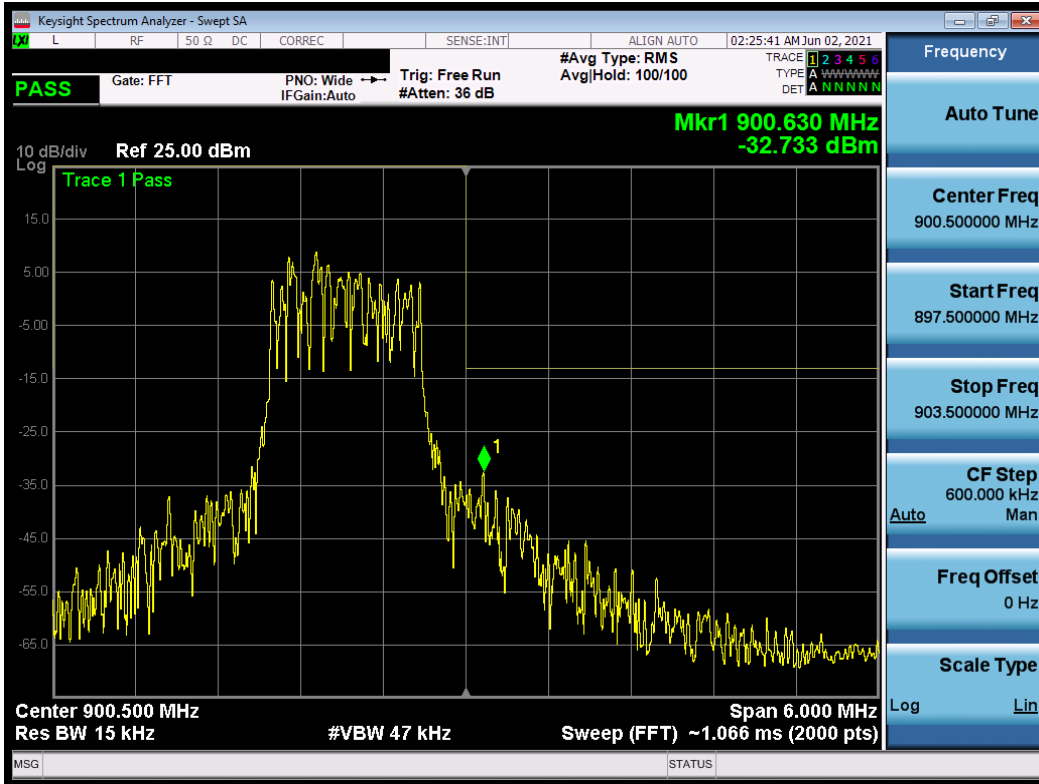 Keysight Spectrum Analyzer - Swept SA
LXI L RF 50 Ω DC CORREC SENSE:INT ALIGN AUTO 02:25:41 AM Jun 02, 2021
PASS
Gate: FFT
PNO: Wide
IFGain:Auto
Trig: Free Run
#Atten: 36 dB
#Avg Type: RMS
Avg|Hold: 100/100
TRACE 1 2 3 4 5 6
TYPE A WWWWW
DET A N N N N N
Mkr1 900.630 MHz
-32.733 dBm
10 dB/div Ref 25.00 dBm
Log
Trace 1 Pass
15.0
5.00
-5.00
-15.0
-25.0
-35.0
-45.0
-55.0
-65.0
1
Center 900.500 MHz Span 6.000 MHz
Res BW 15 kHz #VBW 47 kHz Sweep (FFT) ~1.066 ms (2000 pts)
MSG STATUS
Frequency
Auto Tune
Center Freq
900.500000 MHz
Start Freq
897.500000 MHz
Stop Freq
903.500000 MHz
CF Step
600.000 kHz
Auto Man
Freq Offset
0 Hz
Scale Type
Log Lin